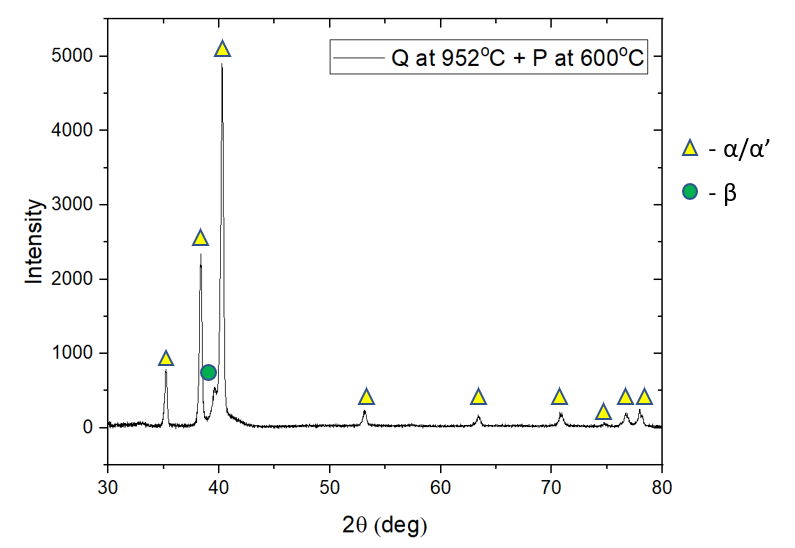 5000
4000
3000
2000
1000
0
Intensity
Q at 952°C + P at 600°C
- α/α’
- β
30 40 50 60 70 80
2θ (deg)